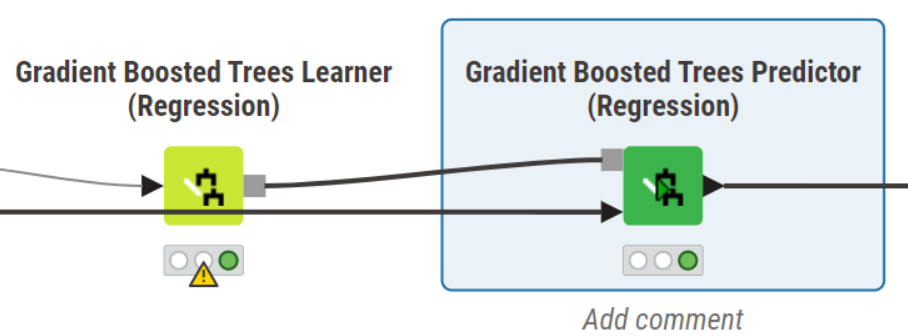 Gradient Boosted Trees Learner
(Regression)
Gradient Boosted Trees Predictor
(Regression)
Add comment